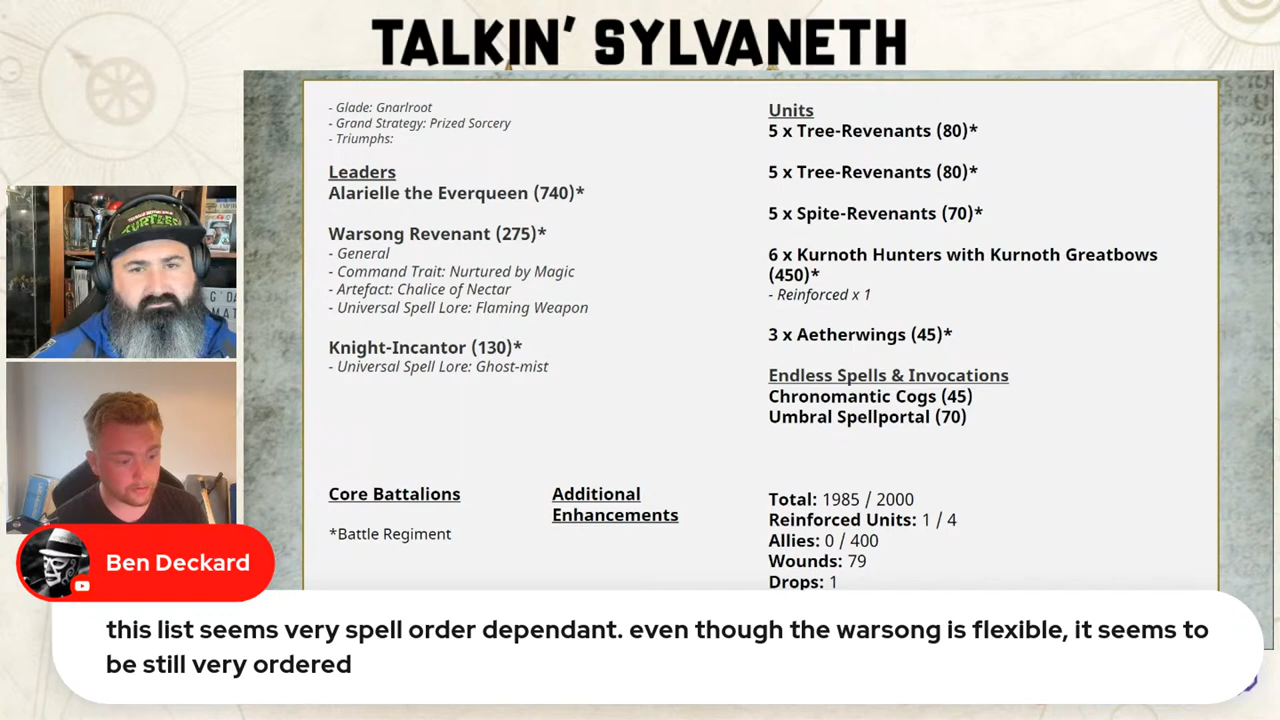 TALKIN' SYLVANETH
- Glade: Gnarlroot
- Grand Strategy: Prized Sorcery
- Triumphs:
Leaders
Alarielle the Everqueen (740)*
Warsong Revenant (275)*
- General
- Command Trait: Nurtured by Magic
- Artefact: Chalice of Nectar
- Universal Spell Lore: Flaming Weapon
Knight-Incantor (130)*
- Universal Spell Lore: Ghost-mist
Core Battalions
*Battle Regiment
Additional
Enhancements
Units
5 x Tree-Revenants (80)*
5 x Tree-Revenants (80)*
5 x Spite-Revenants (70)*
6 x Kurnoth Hunters with Kurnoth Greatbows
(450)*
- Reinforced x 1
3 x Aetherwings (45)*
Endless Spells & Invocations
Chronomantic Cogs (45)
Umbral Spellportal (70)
Total: 1985 / 2000
Reinforced Units: 1 / 4
Allies: 0 / 400
Wounds: 79
Drops: 1
TURTLES
G'DA
MAT
Ben Deckard
this list seems very spell order dependant. even though the warsong is flexible, it seems to
be still very ordered